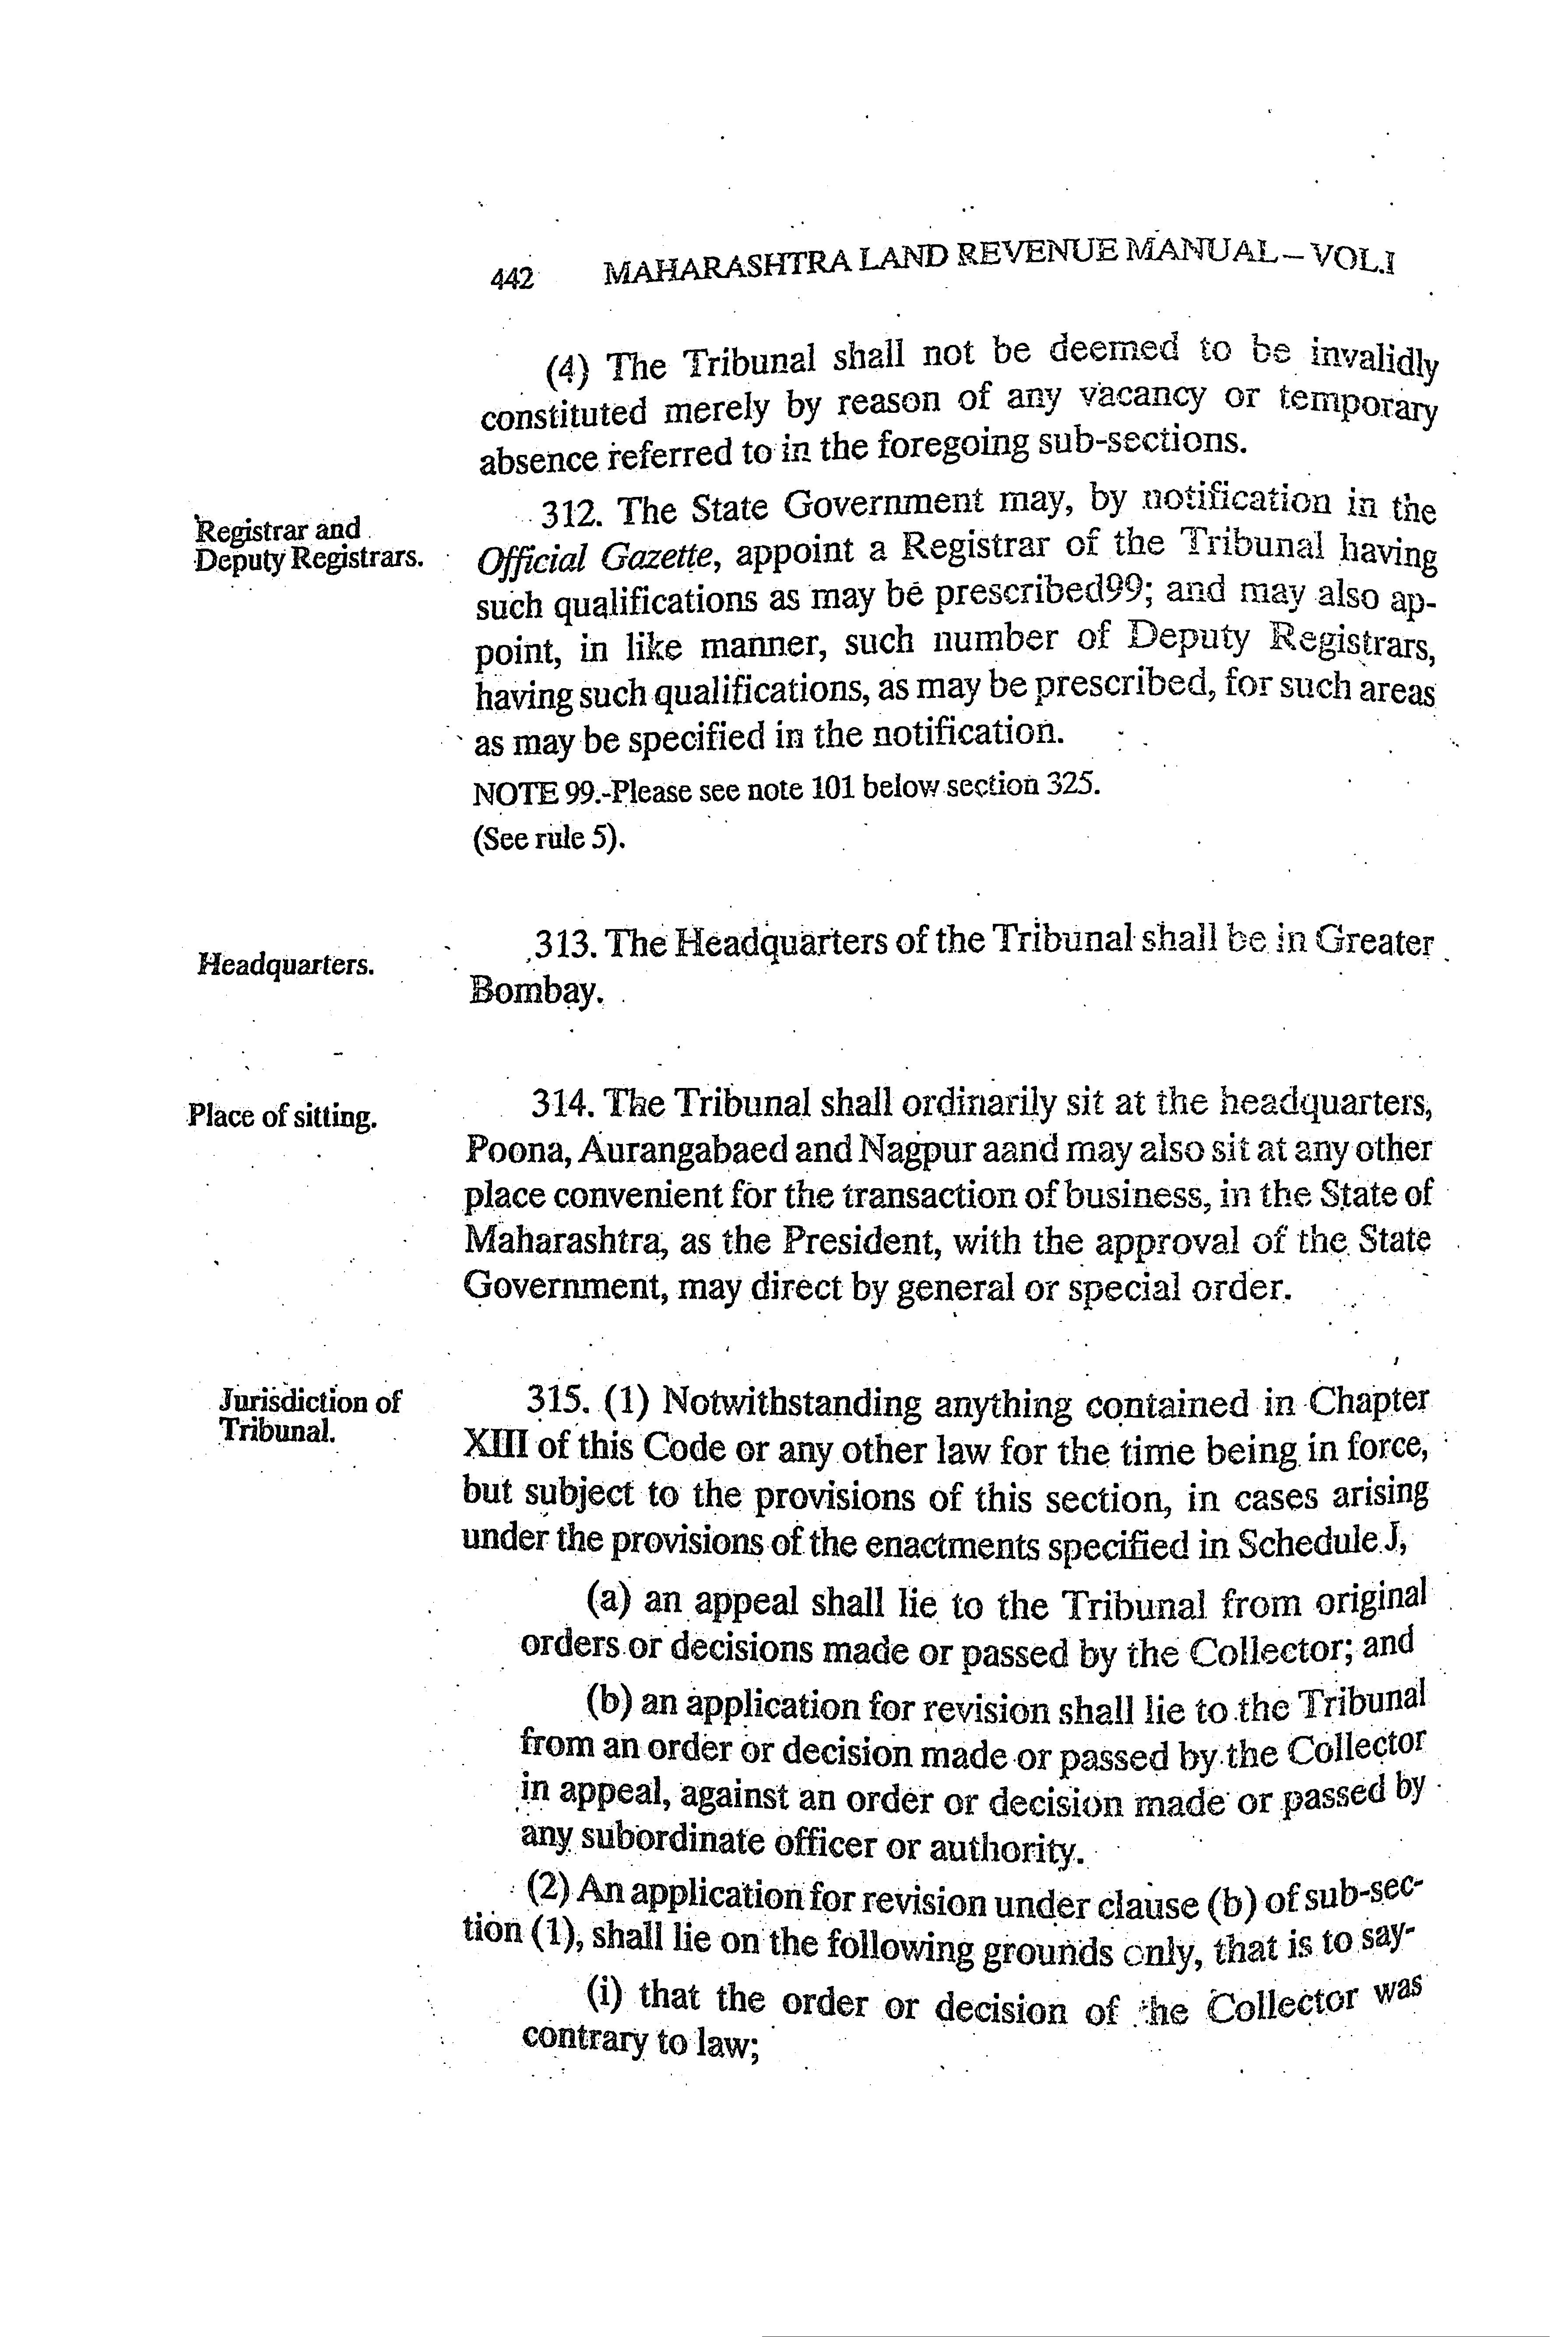 442 MAHARASHTRA LAND REVENUE MANUAL – VOL.I
(4) The Tribunal shall not be deemed to be invalidly
constituted merely by reason of any vacancy or temporary
absence referred to in the foregoing sub-sections.
Registrar and
Deputy Registrars.
312. The State Government may, by notification in the
Official Gazette, appoint a Registrar of the Tribunal having
such qualifications as may be prescribed99; and may also ap-
point, in like manner, such number of Deputy Registrars,
having such qualifications, as may be prescribed, for such areas
as may be specified in the notification.
NOTE 99.-Please see note 101 below section 325.
(See rule 5).
Headquarters.
313. The Headquarters of the Tribunal shall be in Greater
Bombay.
Place of sitting.
314. The Tribunal shall ordinarily sit at the headquarters,
Poona, Aurangabaed and Nagpur aand may also sit at any other
place convenient for the transaction of business, in the State of
Maharashtra, as the President, with the approval of the State
Government, may direct by general or special order.
Jurisdiction of
Tribunal.
315. (1) Notwithstanding anything contained in Chapter
XIII of this Code or any other law for the time being in force,
but subject to the provisions of this section, in cases arising
under the provisions of the enactments specified in Schedule J,
(a) an appeal shall lie to the Tribunal from original
orders or decisions made or passed by the Collector; and
(b) an application for revision shall lie to the Tribunal
from an order or decision made or passed by the Collector
in appeal, against an order or decision made or passed by
any subordinate officer or authority.
(2) An application for revision under clause (b) of sub-sec-
tion (1), shall lie on the following grounds only, that is to say-
(i) that the order or decision of the Collector was
contrary to law;